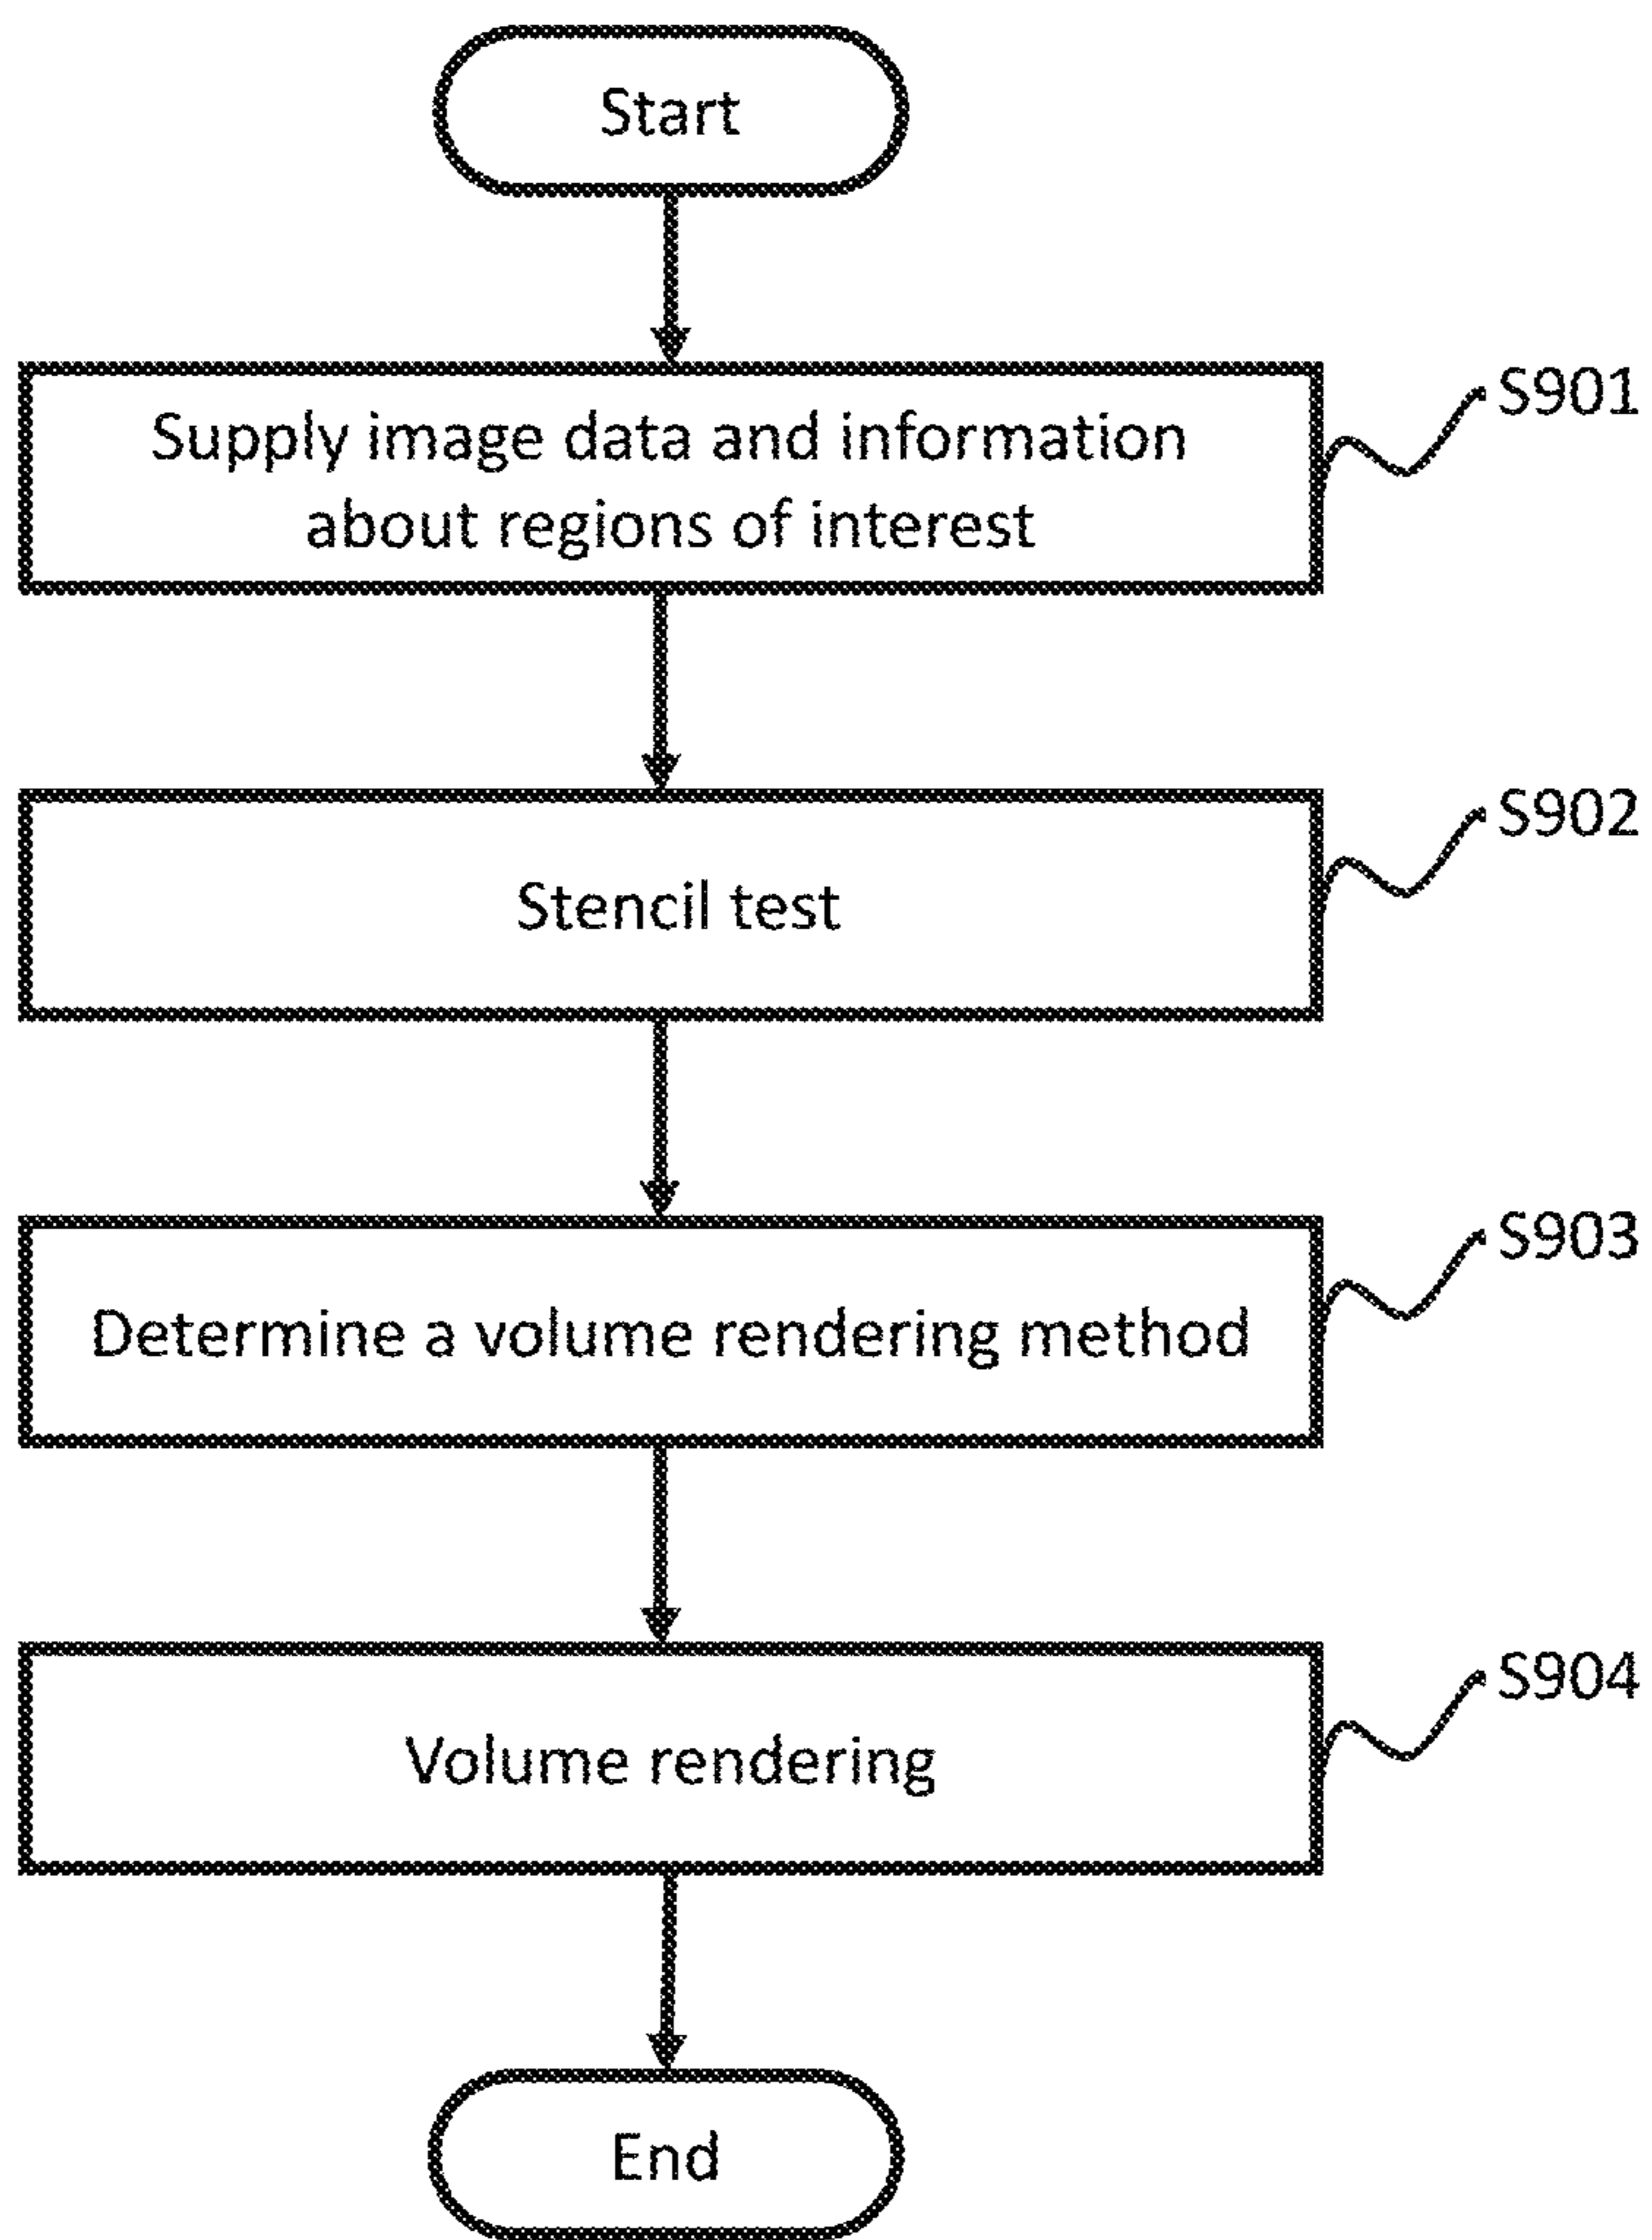 Start
Supply image data and information
about regions of interest
S901
Stencil test
S902
Determine a volume rendering method
S903
Volume rendering
S904
End